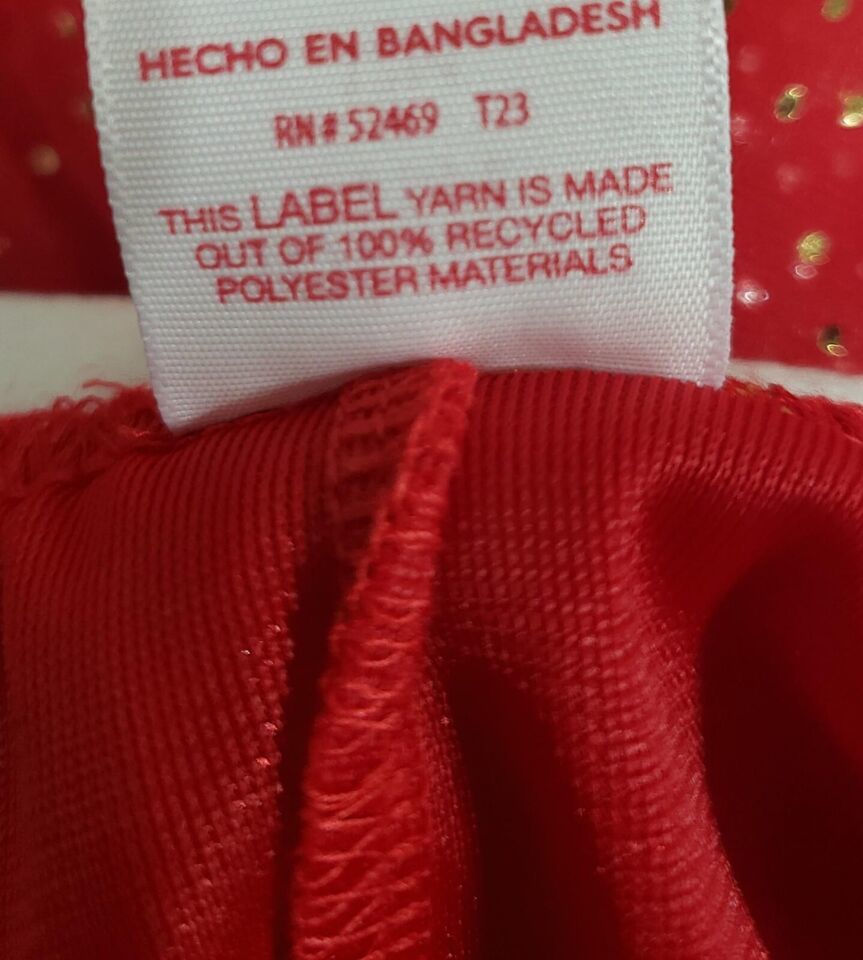 HECHO EN BANGLADESH
RN# 52469 T23
THIS LABEL YARN IS MADE
OUT OF 100% RECYCLED
POLYESTER MATERIALS